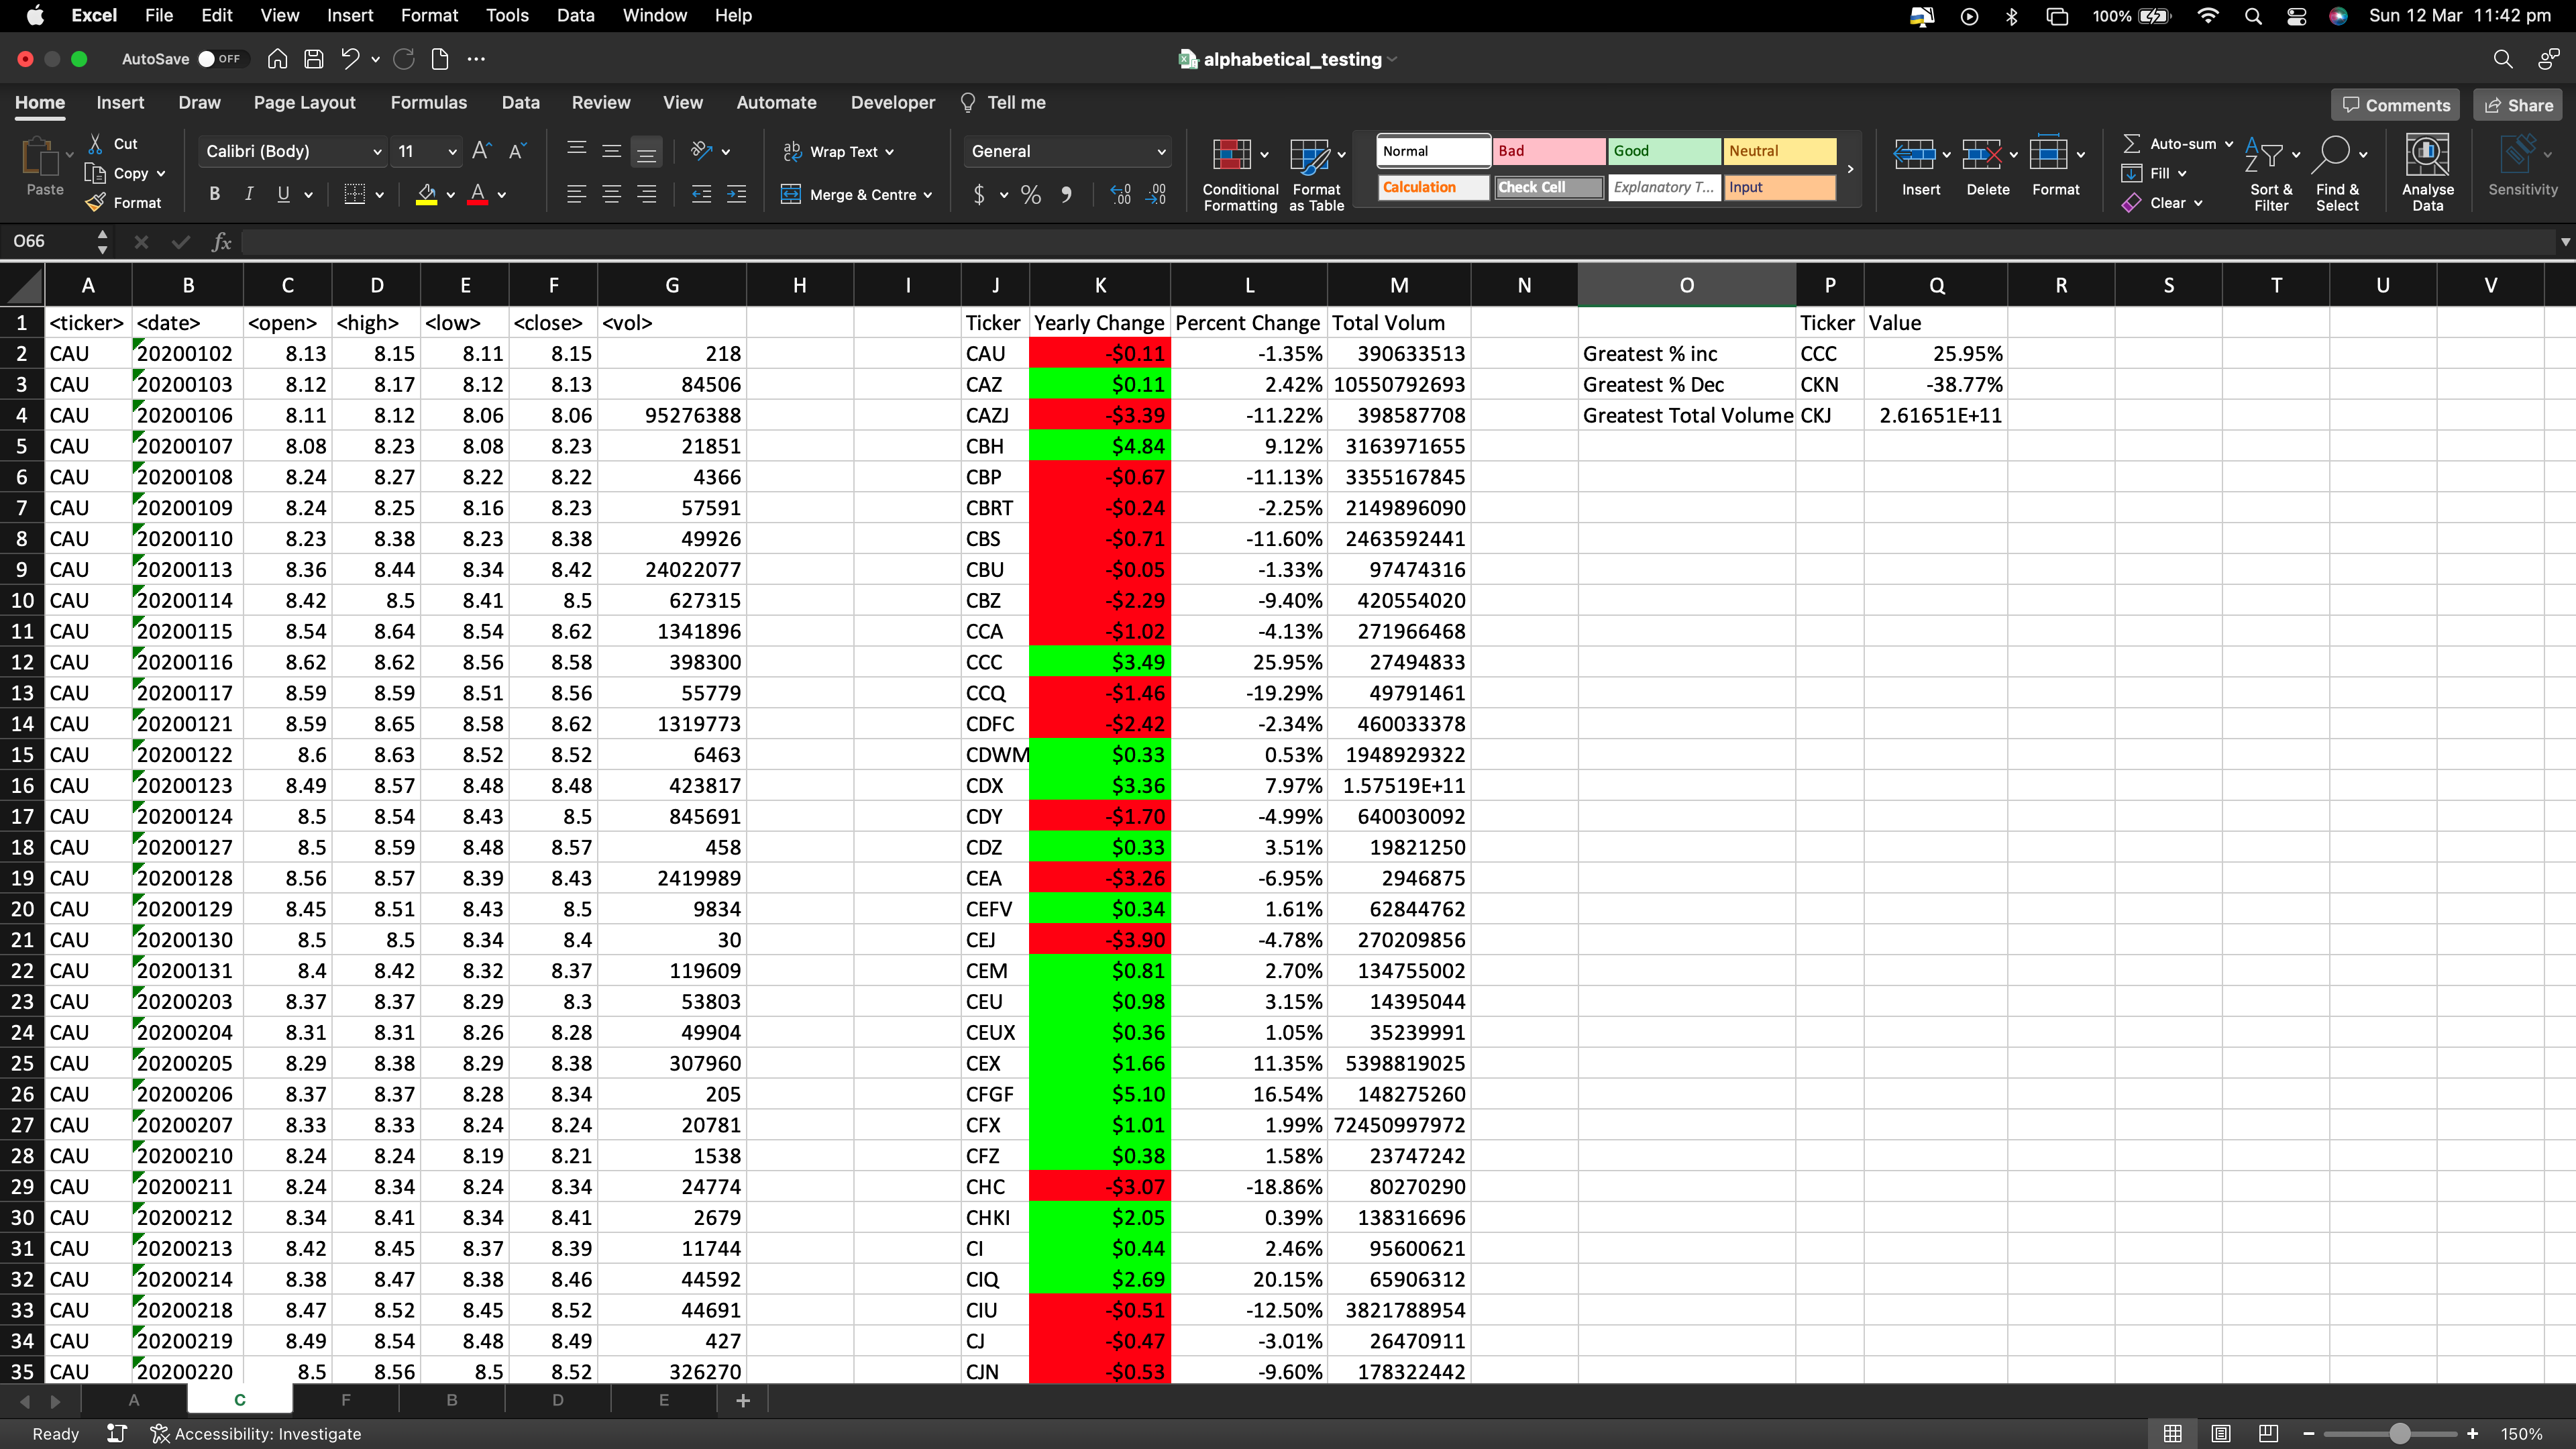 Excel File Edit View Insert Format Tools Data Window Help 100% Sun 12 Mar 11:42 pm
AutoSave OFF alphabetical_testing
Home Insert Draw Page Layout Formulas Data Review View Automate Developer Tell me Comments Share
Paste Cut Copy Format
Calibri (Body) 11
B I U A
ab Wrap Text
Merge & Centre
General
$ %
Conditional Formatting
Format as Table
Normal Bad Good Neutral
Calculation Check Cell Explanatory T... Input
Insert Delete Format
Auto-sum
Fill
Clear
Sort & Filter
Find & Select
Analyse Data
Sensitivity
O66 fx
A B C D E F G H I J K L M N O P Q R S T U V
1 <ticker> <date> <open> <high> <low> <close> <vol> Ticker Yearly Change Percent Change Total Volum Ticker Value
2 CAU 20200102 8.13 8.15 8.11 8.15 218 CAU -$0.11 -1.35% 390633513 Greatest % inc CCC 25.95%
3 CAU 20200103 8.12 8.17 8.12 8.13 84506 CAZ $0.11 2.42% 10550792693 Greatest % Dec CKN -38.77%
4 CAU 20200106 8.11 8.12 8.06 8.06 95276388 CAZJ -$3.39 -11.22% 398587708 Greatest Total Volume CKJ 2.61651E+11
5 CAU 20200107 8.08 8.23 8.08 8.23 21851 CBH $4.84 9.12% 3163971655
6 CAU 20200108 8.24 8.27 8.22 8.22 4366 CBP -$0.67 -11.13% 3355167845
7 CAU 20200109 8.24 8.25 8.16 8.23 57591 CBRT -$0.24 -2.25% 2149896090
8 CAU 20200110 8.23 8.38 8.23 8.38 49926 CBS -$0.71 -11.60% 2463592441
9 CAU 20200113 8.36 8.44 8.34 8.42 24022077 CBU -$0.05 -1.33% 97474316
10 CAU 20200114 8.42 8.5 8.41 8.5 627315 CBZ -$2.29 -9.40% 420554020
11 CAU 20200115 8.54 8.64 8.54 8.62 1341896 CCA -$1.02 -4.13% 271966468
12 CAU 20200116 8.62 8.62 8.56 8.58 398300 CCC $3.49 25.95% 27494833
13 CAU 20200117 8.59 8.59 8.51 8.56 55779 CCQ -$1.46 -19.29% 49791461
14 CAU 20200121 8.59 8.65 8.58 8.62 1319773 CDFC -$2.42 -2.34% 460033378
15 CAU 20200122 8.6 8.63 8.52 8.52 6463 CDWM $0.33 0.53% 1948929322
16 CAU 20200123 8.49 8.57 8.48 8.48 423817 CDX $3.36 7.97% 1.57519E+11
17 CAU 20200124 8.5 8.54 8.43 8.5 845691 CDY -$1.70 -4.99% 640030092
18 CAU 20200127 8.5 8.59 8.48 8.57 458 CDZ $0.33 3.51% 19821250
19 CAU 20200128 8.56 8.57 8.39 8.43 2419989 CEA -$3.26 -6.95% 2946875
20 CAU 20200129 8.45 8.51 8.43 8.5 9834 CEFV $0.34 1.61% 62844762
21 CAU 20200130 8.5 8.5 8.34 8.4 30 CEJ -$3.90 -4.78% 270209856
22 CAU 20200131 8.4 8.42 8.32 8.37 119609 CEM $0.81 2.70% 134755002
23 CAU 20200203 8.37 8.37 8.29 8.3 53803 CEU $0.98 3.15% 14395044
24 CAU 20200204 8.31 8.31 8.26 8.28 49904 CEUX $0.36 1.05% 35239991
25 CAU 20200205 8.29 8.38 8.29 8.38 307960 CEX $1.66 11.35% 5398819025
26 CAU 20200206 8.37 8.37 8.28 8.34 205 CFGF $5.10 16.54% 148275260
27 CAU 20200207 8.33 8.33 8.24 8.24 20781 CFX $1.01 1.99% 72450997972
28 CAU 20200210 8.24 8.24 8.19 8.21 1538 CFZ $0.38 1.58% 23747242
29 CAU 20200211 8.24 8.34 8.24 8.34 24774 CHC -$3.07 -18.86% 80270290
30 CAU 20200212 8.34 8.41 8.34 8.41 2679 CHKI $2.05 0.39% 138316696
31 CAU 20200213 8.42 8.45 8.37 8.39 11744 CI $0.44 2.46% 95600621
32 CAU 20200214 8.38 8.47 8.38 8.46 44592 CIQ $2.69 20.15% 65906312
33 CAU 20200218 8.47 8.52 8.45 8.52 44691 CIU -$0.51 -12.50% 3821788954
34 CAU 20200219 8.49 8.54 8.48 8.49 427 CJ -$0.47 -3.01% 26470911
35 CAU 20200220 8.5 8.56 8.5 8.52 326270 CJN -$0.53 -9.60% 178322442
A C F B D E +
Ready Accessibility: Investigate 150%